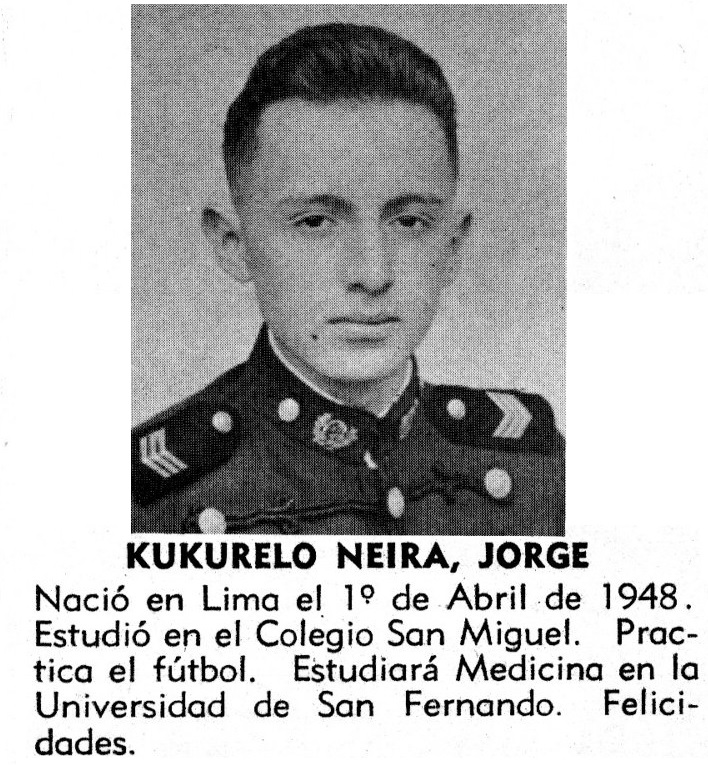 KUKURELO NEIRA, JORGE
Nació en Lima el 1º de Abril de 1948.
Estudió en el Colegio San Miguel. Prac-
tica el fútbol. Estudiará Medicina en la
Universidad de San Fernando. Felici-
dades.